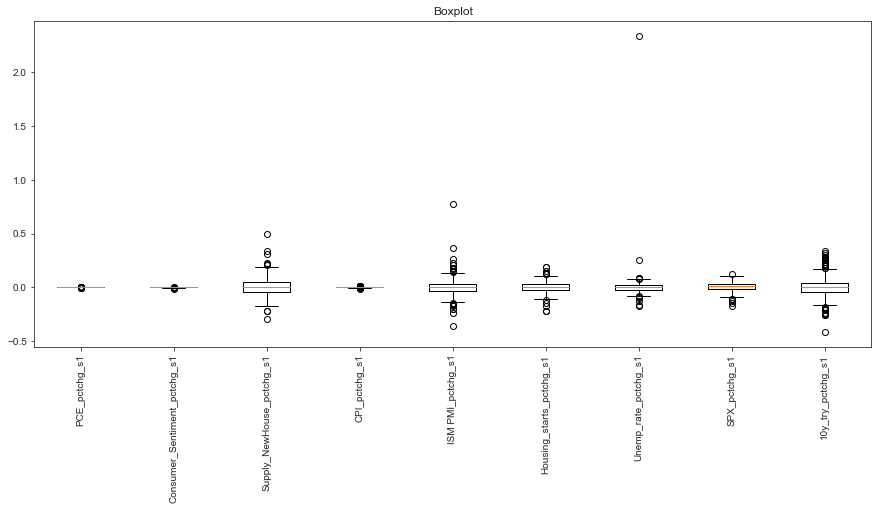 Boxplot
2.0
1.5
1.0
0.5
0.0
−0.5
PCE_pctchg_s1
Consumer_Sentiment_pctchg_s1
Supply_NewHouse_pctchg_s1
CPI_pctchg_s1
ISM PMI_pctchg_s1
Housing_starts_pctchg_s1
Unemp_rate_pctchg_s1
SPX_pctchg_s1
10y_try_pctchg_s1